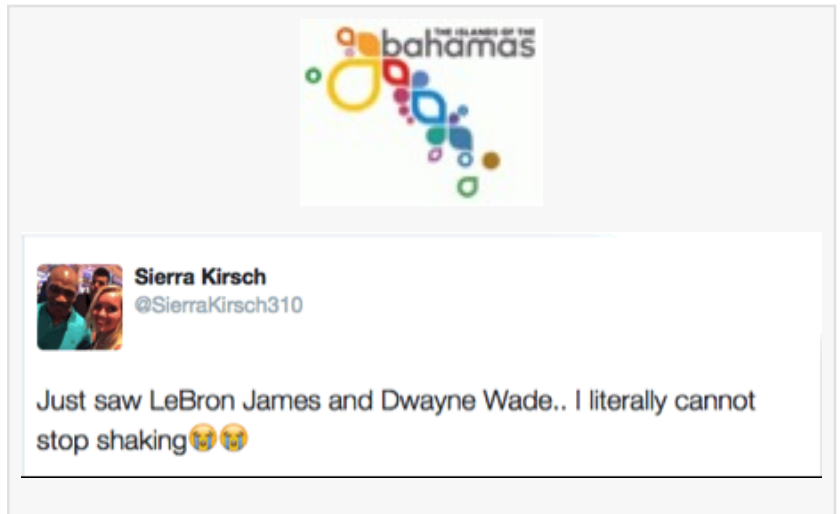 THE ISLANDS OF THE
bahamas
Sierra Kirsch
@SierraKirsch310
Just saw LeBron James and Dwayne Wade.. I literally cannot
stop shaking😭😭